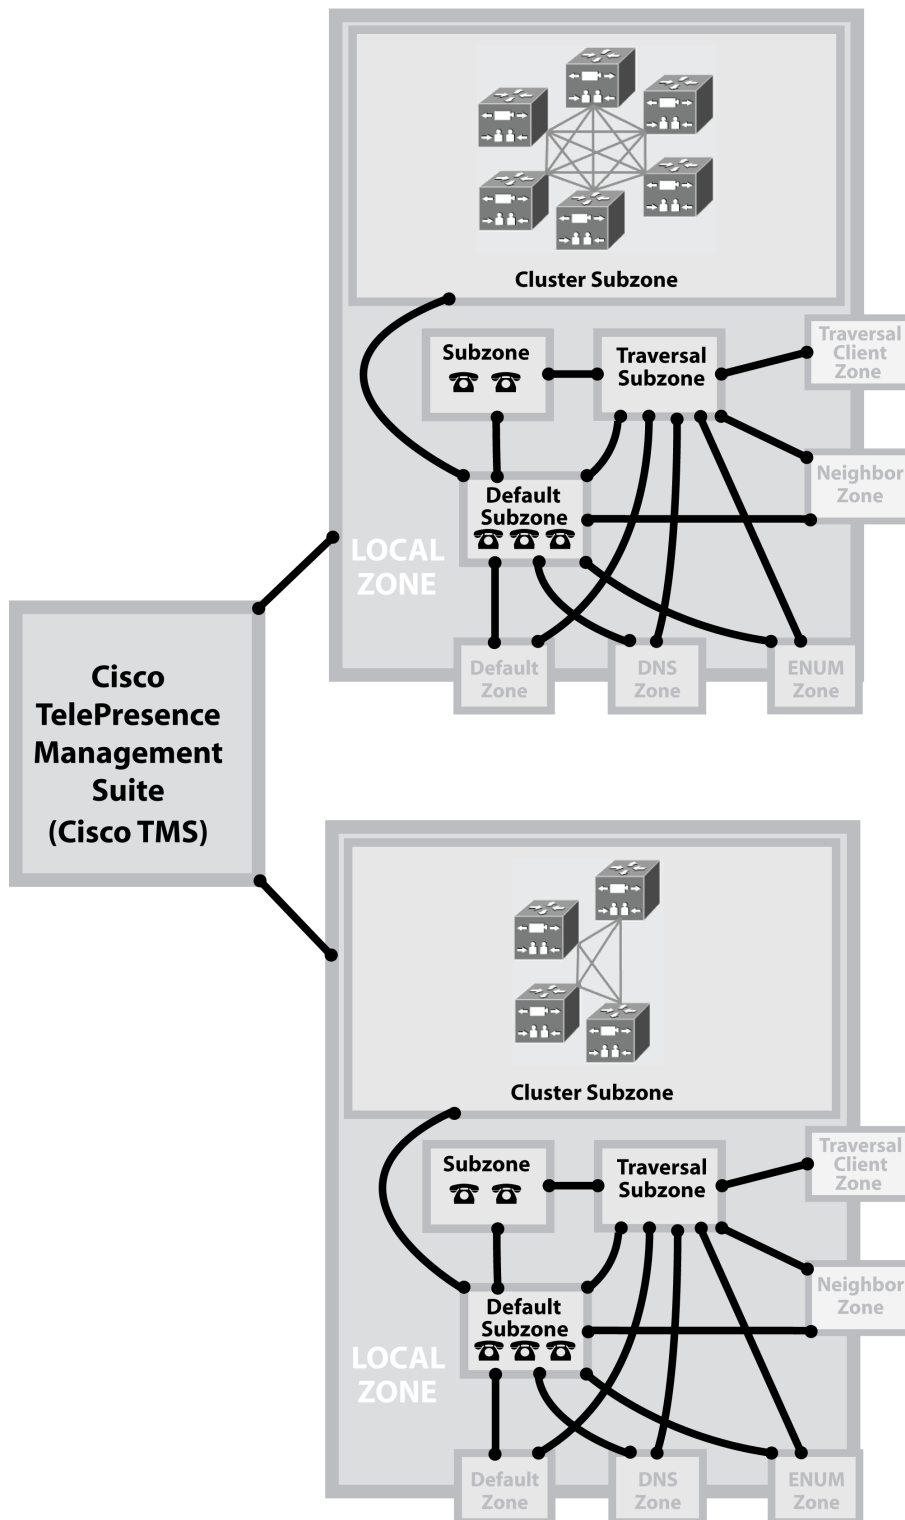 Cluster Subzone
Subzone
Traversal
Subzone
Traversal
Client
Zone
Neighbor
Zone
Default
Subzone
LOCAL
ZONE
Default
Zone
DNS
Zone
ENUM
Zone
Cisco
TelePresence
Management
Suite
(Cisco TMS)
Cluster Subzone
Subzone
Traversal
Subzone
Traversal
Client
Zone
Neighbor
Zone
Default
Subzone
LOCAL
ZONE
Default
Zone
DNS
Zone
ENUM
Zone